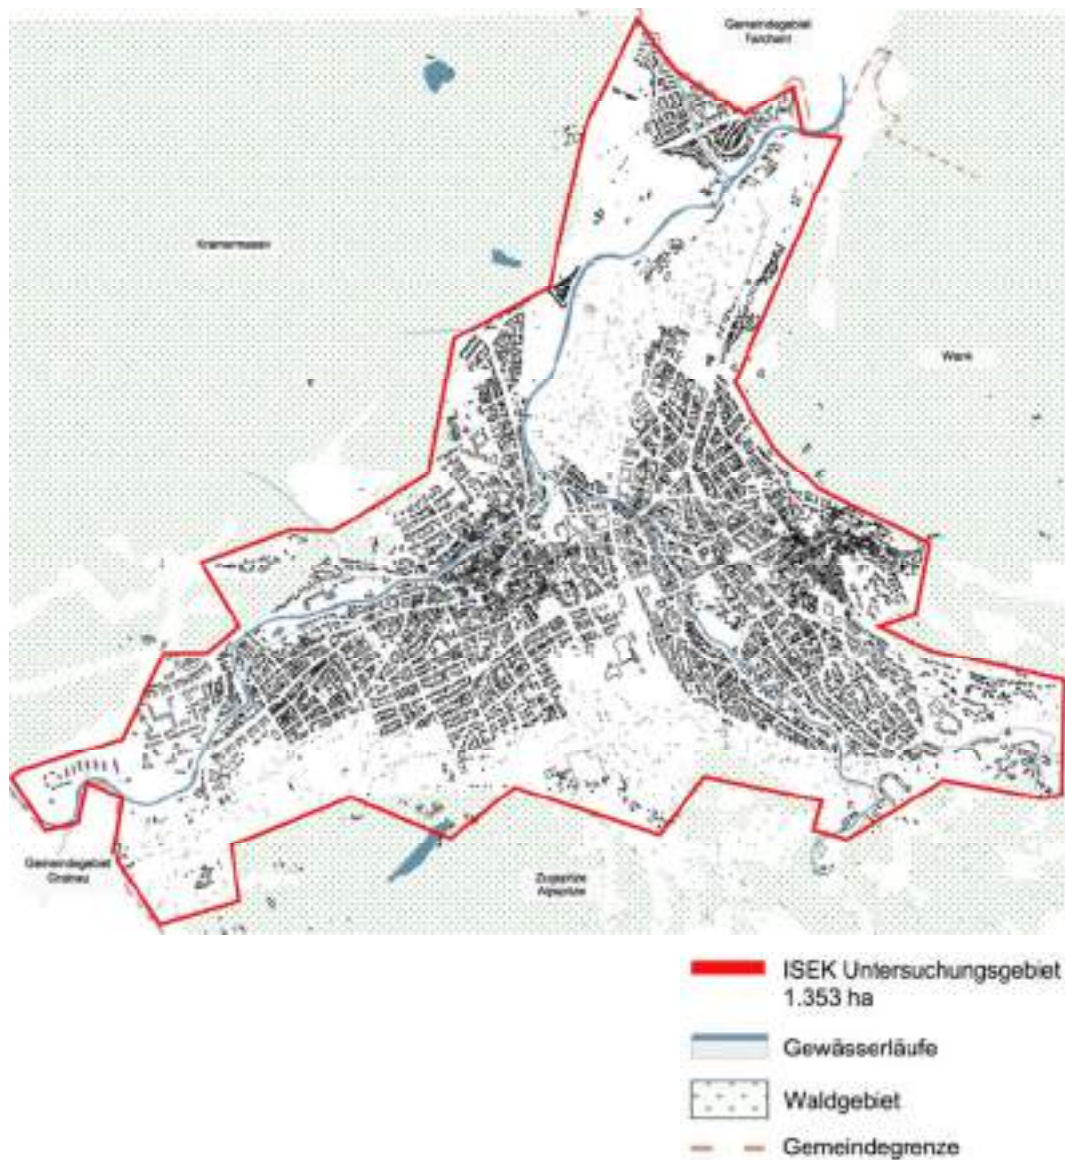 Gemeindegebiet
Farchant
Kramermassiv
Wank
Gemeindegebiet
Grainau
Zugspitze
Alpspitze
ISEK Untersuchungsgebiet
1.353 ha
Gewässerläufe
Waldgebiet
Gemeindegrenze